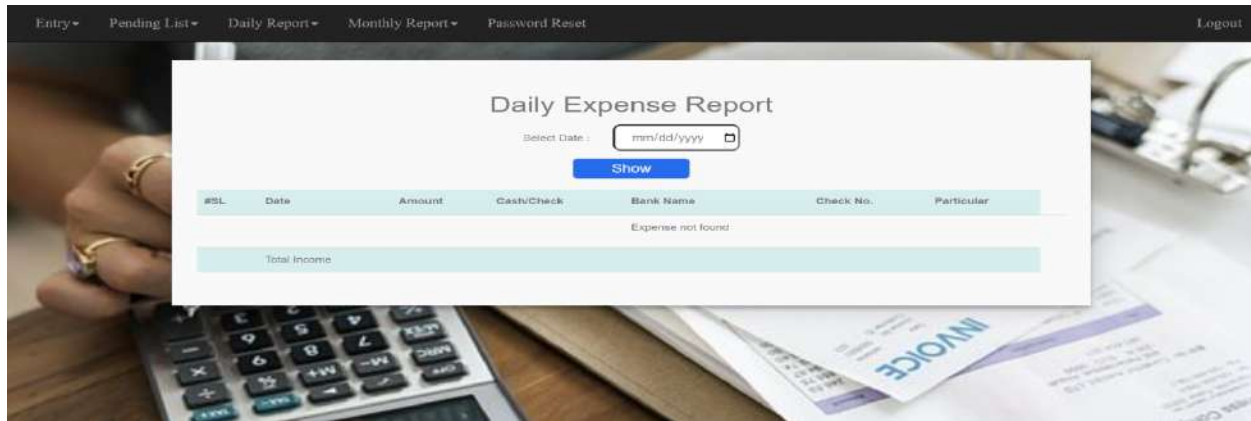 Entry Pending List Daily Report Monthly Report Password Reset Logout
Daily Expense Report
Select Date : mm/dd/yyyy
Show
#SL Date Amount Cash/Check Bank Name Check No. Particular
Expense not found
Total Income
INVOICE